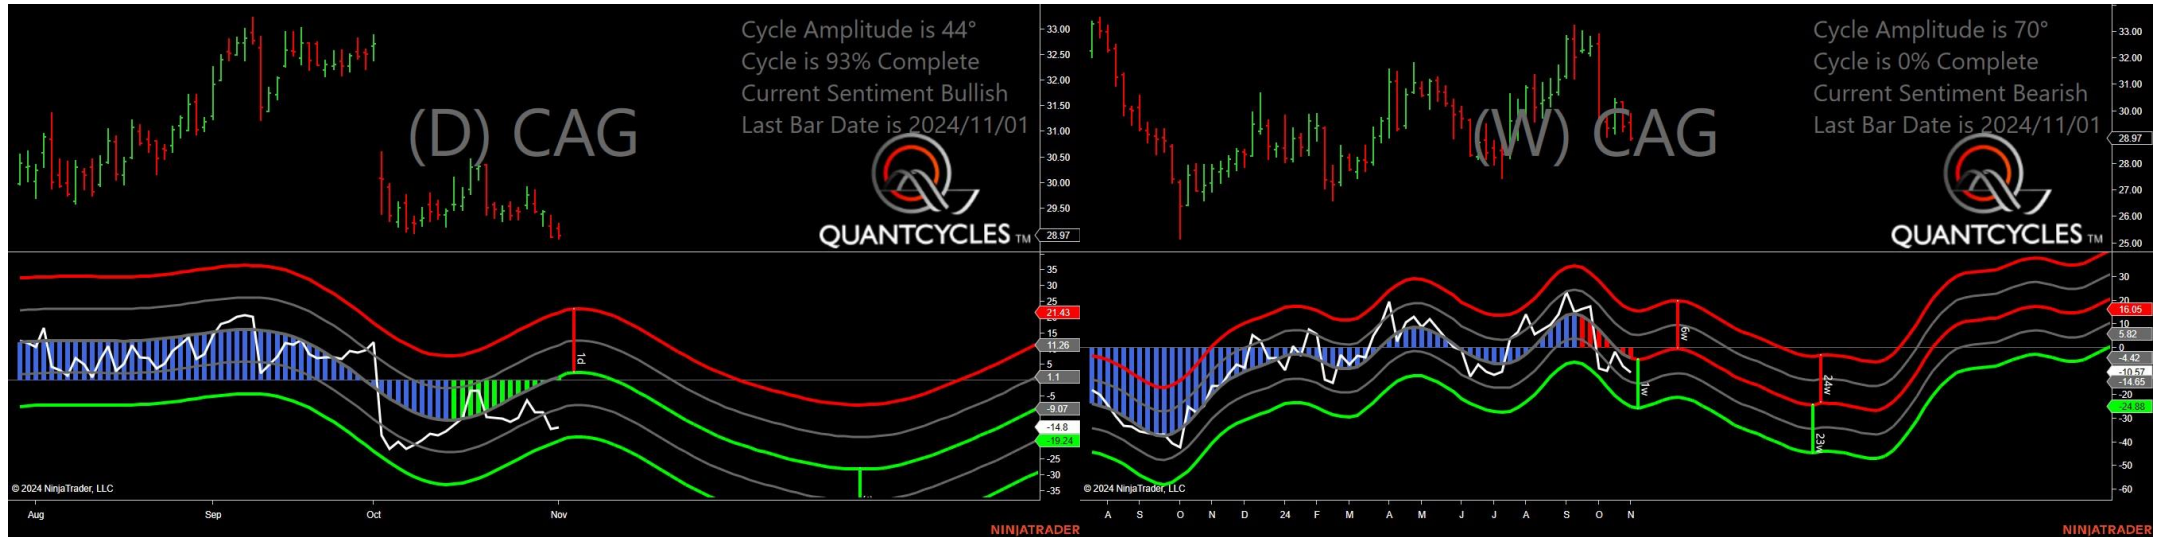 Cycle Amplitude is 44°
Cycle is 93% Complete
Current Sentiment Bullish
Last Bar Date is 2024/11/01
(D) CAG
QUANTCYCLES TM
33.00
32.50
32.00
31.50
31.00
30.50
30.00
29.50
28.97
35
30
25
21.43
15
11.26
5
1.1
-5
-9.07
-14.8
-19.24
-25
-30
-35
1d
© 2024 NinjaTrader, LLC
Aug Sep Oct Nov
NINJATRADER
Cycle Amplitude is 70°
Cycle is 0% Complete
Current Sentiment Bearish
Last Bar Date is 2024/11/01
(W) CAG
QUANTCYCLES TM
33.00
32.00
31.00
30.00
28.97
28.00
27.00
26.00
25.00
30
20
16.05
10
5.82
0
-4.42
-10.57
-14.65
-20
-24.88
-30
-40
-50
-60
6w
1w
24w
23w
© 2024 NinjaTrader, LLC
A S O N D 24 F M A M J J A S O N
NINJATRADER